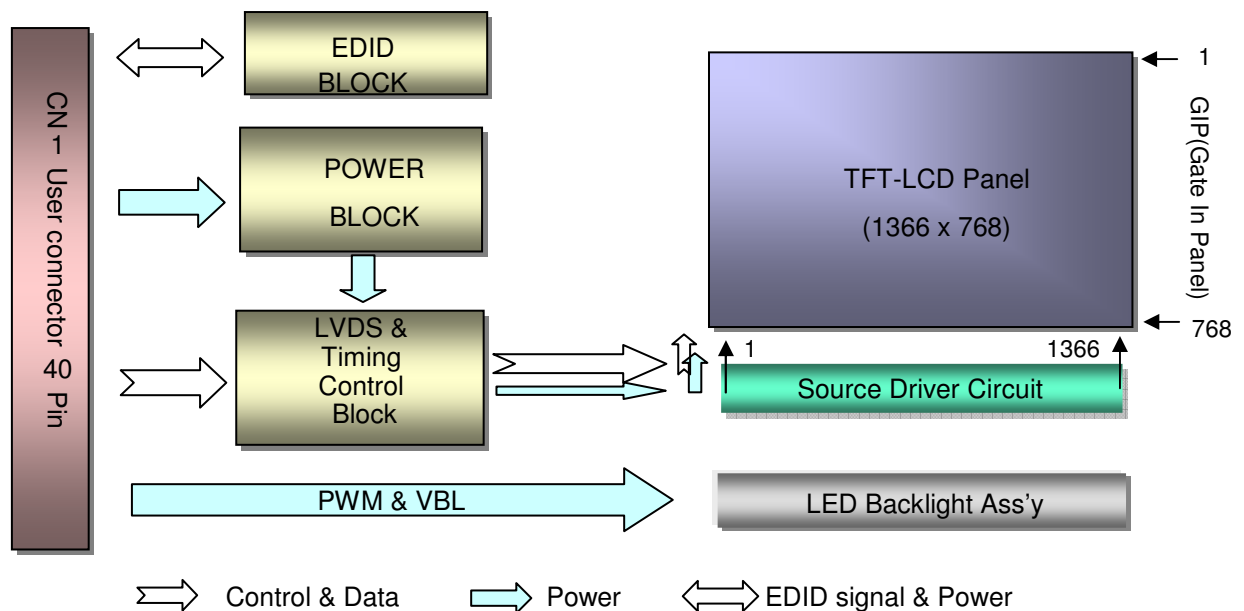 CN 1 User connector 40 Pin
EDID
BLOCK
POWER
BLOCK
LVDS &
Timing
Control
Block
PWM & VBL
TFT-LCD Panel
(1366 x 768)
1
GIP(Gate In Panel)
768
1
1366
Source Driver Circuit
LED Backlight Ass'y
Control & Data
Power
EDID signal & Power